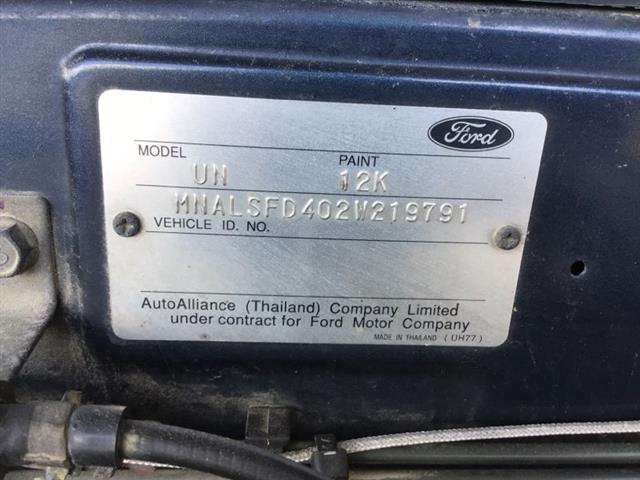 Ford
MODEL PAINT
UN 12K
MNALSFD402W219791
VEHICLE ID. NO.
AutoAlliance (Thailand) Company Limited
under contract for Ford Motor Company
MADE IN THAILAND (UH77)